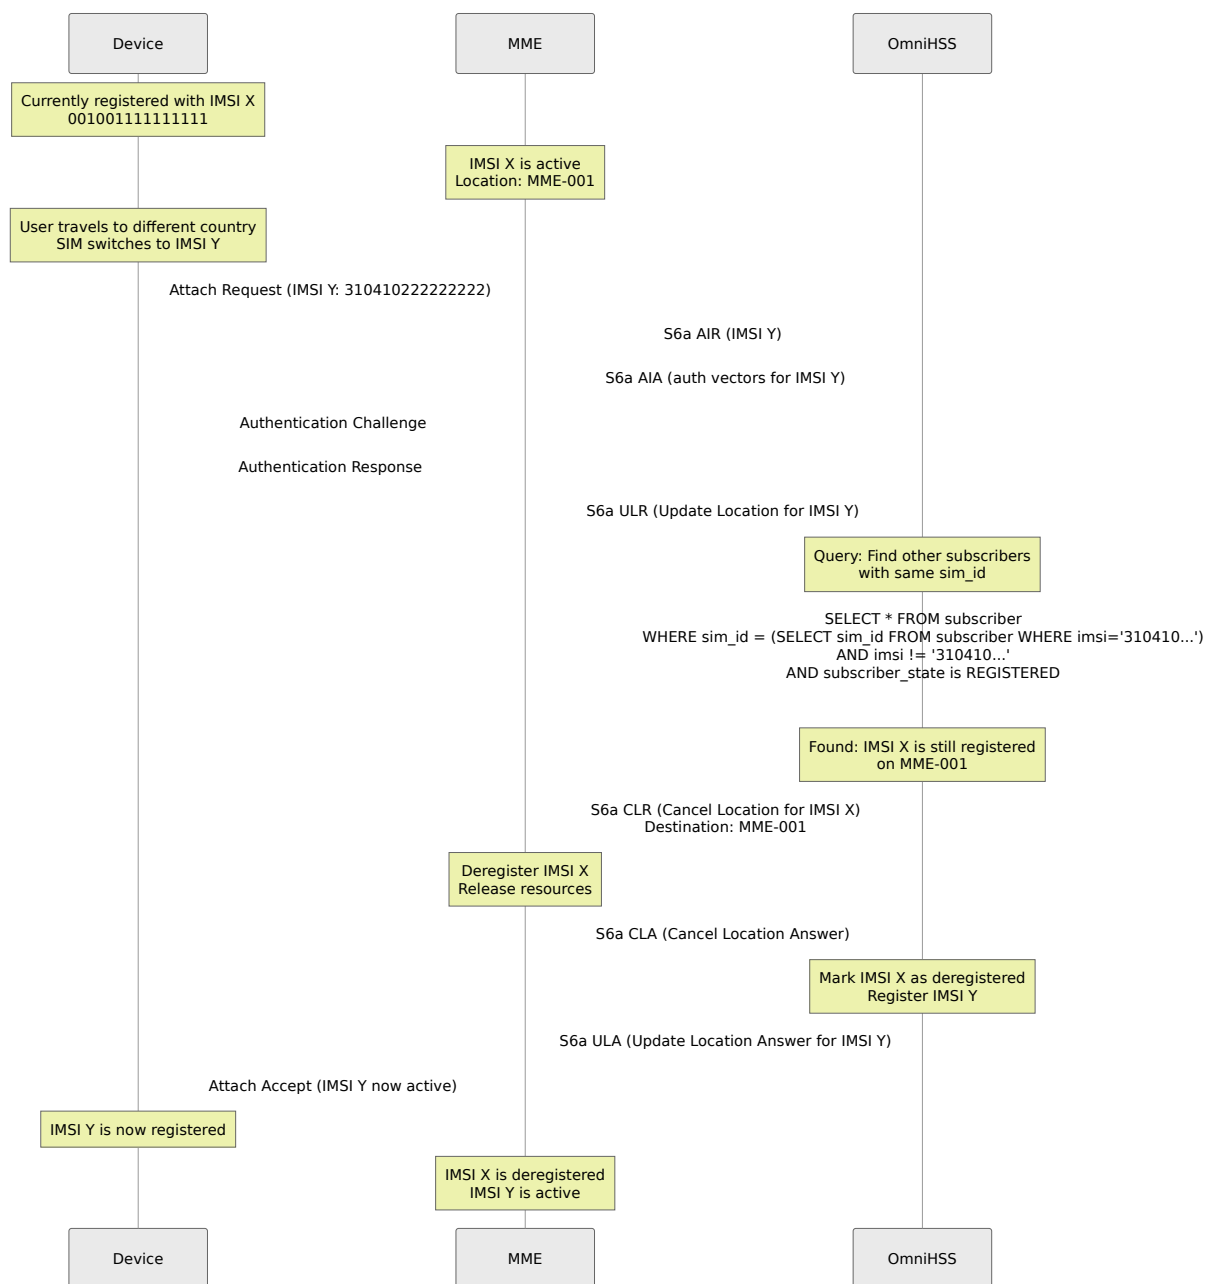 Device
MME
OmniHSS
Currently registered with IMSI X
001001111111111
IMSI X is active
Location: MME-001
User travels to different country
SIM switches to IMSI Y
Attach Request (IMSI Y: 310410222222222)
S6a AIR (IMSI Y)
S6a AIA (auth vectors for IMSI Y)
Authentication Challenge
Authentication Response
S6a ULR (Update Location for IMSI Y)
Query: Find other subscribers
with same sim_id
SELECT * FROM subscriber
WHERE sim_id = (SELECT sim_id FROM subscriber WHERE imsi='310410...')
AND imsi != '310410...'
AND subscriber_state is REGISTERED
Found: IMSI X is still registered
on MME-001
S6a CLR (Cancel Location for IMSI X)
Destination: MME-001
Deregister IMSI X
Release resources
S6a CLA (Cancel Location Answer)
Mark IMSI X as deregistered
Register IMSI Y
S6a ULA (Update Location Answer for IMSI Y)
Attach Accept (IMSI Y now active)
IMSI Y is now registered
IMSI X is deregistered
IMSI Y is active
Device
MME
OmniHSS